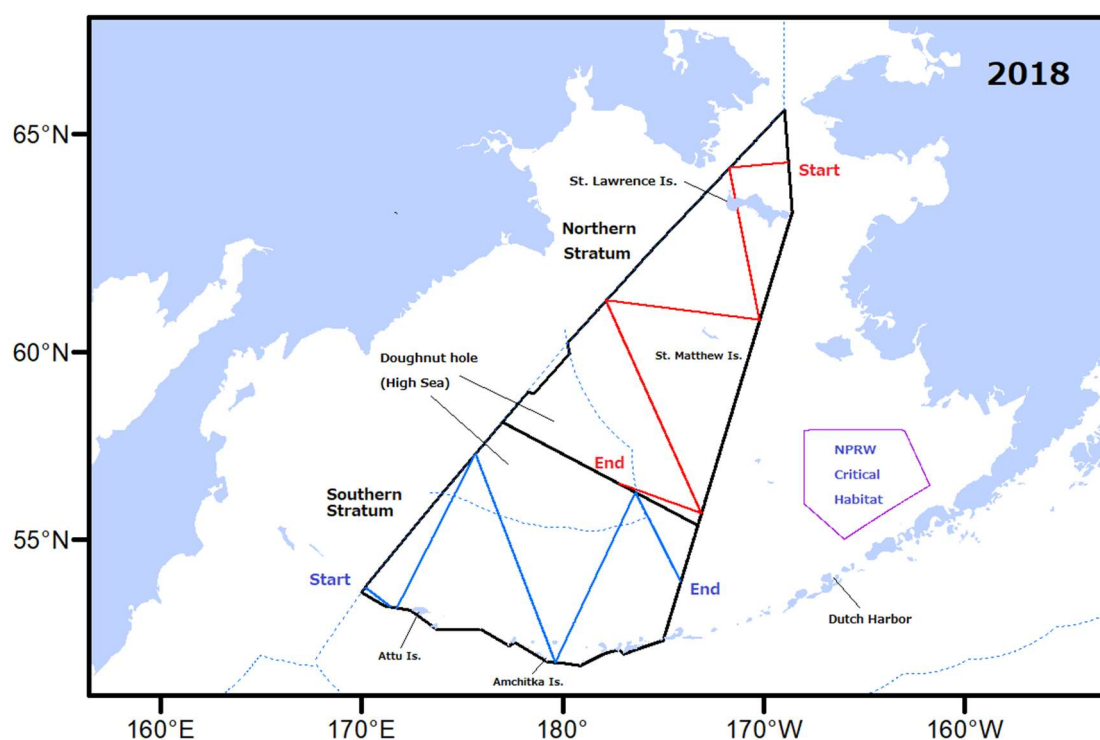 2018
65°N
60°N
55°N
St. Lawrence Is.
Start
Northern
Stratum
Doughnut hole
(High Sea)
St. Matthew Is.
End
NPRW
Critical
Habitat
Southern
Stratum
Start
End
Dutch Harbor
Attu Is.
Amchitka Is.
160°E
170°E
180°
170°W
160°W